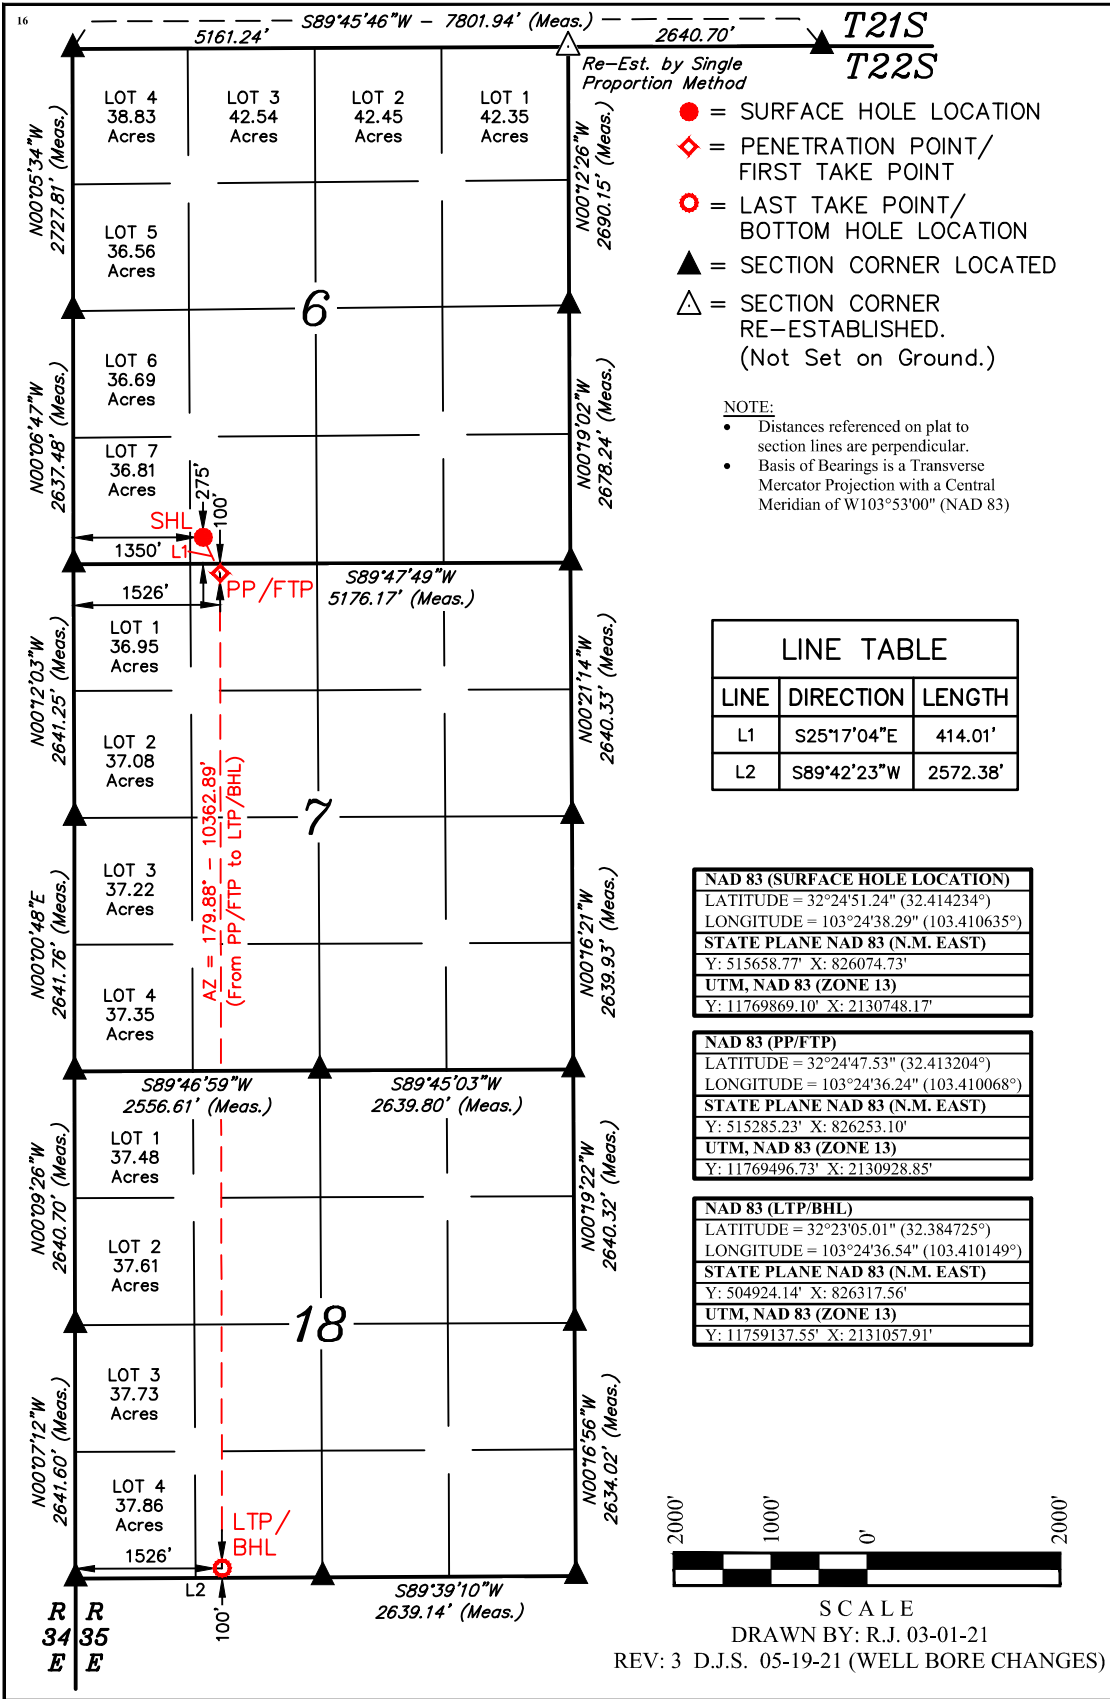 16
S89°45'46"W - 7801.94' (Meas.)
5161.24'
2640.70'
T21S
T22S
Re-Est. by Single
Proportion Method
LOT 4
38.83
Acres
LOT 3
42.54
Acres
LOT 2
42.45
Acres
LOT 1
42.35
Acres
N00°05'34"W
2727.81' (Meas.)
N00°12'26"W
2690.15' (Meas.)
= SURFACE HOLE LOCATION
= PENETRATION POINT/
FIRST TAKE POINT
= LAST TAKE POINT/
BOTTOM HOLE LOCATION
= SECTION CORNER LOCATED
= SECTION CORNER
RE-ESTABLISHED.
(Not Set on Ground.)
LOT 5
36.56
Acres
6
LOT 6
36.69
Acres
N00°06'47"W
2637.48' (Meas.)
N00°19'02"W
2678.24' (Meas.)
LOT 7
36.81
Acres
275'
100'
SHL
1350'
L1
NOTE:
• Distances referenced on plat to
section lines are perpendicular.
• Basis of Bearings is a Transverse
Mercator Projection with a Central
Meridian of W103°53'00" (NAD 83)
1526'
PP/FTP
S89°47'49"W
5176.17' (Meas.)
LOT 1
36.95
Acres
N00°12'03"W
2641.25' (Meas.)
N00°21'14"W
2640.33' (Meas.)
LINE TABLE
LINE DIRECTION LENGTH
L1 S25°17'04"E 414.01'
L2 S89°42'23"W 2572.38'
LOT 2
37.08
Acres
AZ = 179.88° - 10362.89'
(From PP/FTP to LTP/BHL)
7
LOT 3
37.22
Acres
N00°00'48"E
2641.76' (Meas.)
N00°16'21"W
2639.93' (Meas.)
LOT 4
37.35
Acres
NAD 83 (SURFACE HOLE LOCATION)
LATITUDE = 32°24'51.24" (32.414234°)
LONGITUDE = 103°24'38.29" (103.410635°)
STATE PLANE NAD 83 (N.M. EAST)
Y: 515658.77' X: 826074.73'
UTM, NAD 83 (ZONE 13)
Y: 11769869.10' X: 2130748.17'
NAD 83 (PP/FTP)
LATITUDE = 32°24'47.53" (32.413204°)
LONGITUDE = 103°24'36.24" (103.410068°)
STATE PLANE NAD 83 (N.M. EAST)
Y: 515285.23' X: 826253.10'
UTM, NAD 83 (ZONE 13)
Y: 11769496.73' X: 2130928.85'
NAD 83 (LTP/BHL)
LATITUDE = 32°23'05.01" (32.384725°)
LONGITUDE = 103°24'36.54" (103.410149°)
STATE PLANE NAD 83 (N.M. EAST)
Y: 504924.14' X: 826317.56'
UTM, NAD 83 (ZONE 13)
Y: 11759137.55' X: 2131057.91'
S89°46'59"W
2556.61' (Meas.)
S89°45'03"W
2639.80' (Meas.)
LOT 1
37.48
Acres
N00°09'26"W
2640.70' (Meas.)
N00°19'22"W
2640.32' (Meas.)
LOT 2
37.61
Acres
18
LOT 3
37.73
Acres
N00°07'12"W
2641.60' (Meas.)
N00°16'56"W
2634.02' (Meas.)
LOT 4
37.86
Acres
LTP/
BHL
1526'
L2
100'
S89°39'10"W
2639.14' (Meas.)
R R
34 35
E E
2000' 1000' 0' 2000'
SCALE
DRAWN BY: R.J. 03-01-21
REV: 3 D.J.S. 05-19-21 (WELL BORE CHANGES)